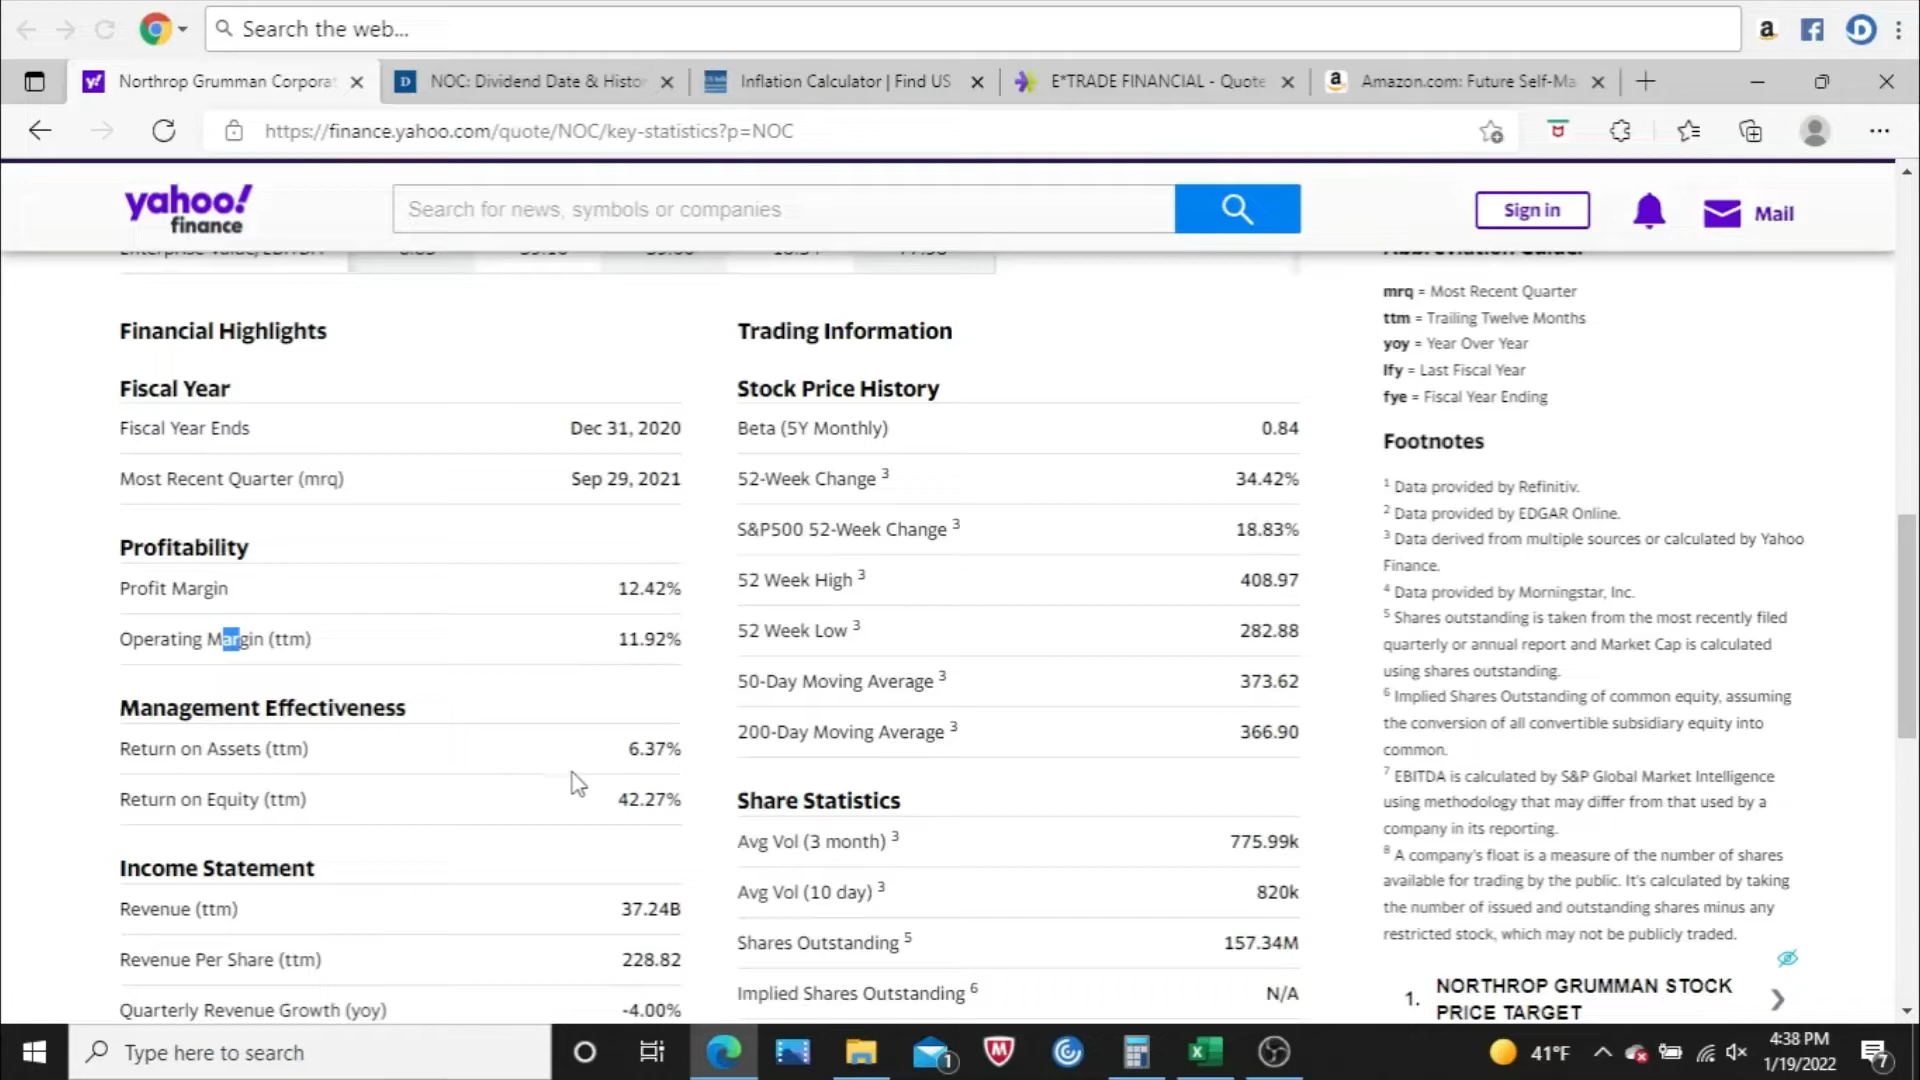 Search the web...
a
Northrop Grumman Corporat
NOC: Dividend Date & Histor
Inflation Calculator | Find US
E*TRADE FINANCIAL - Quote
Amazon.com: Future Self-Ma
https://finance.yahoo.com/quote/NOC/key-statistics?p=NOC
yahoo!
finance
Search for news, symbols or companies
Sign in
Mail
Financial Highlights
Fiscal Year
Fiscal Year Ends Dec 31, 2020
Most Recent Quarter (mrq) Sep 29, 2021
Profitability
Profit Margin 12.42%
Operating Margin (ttm) 11.92%
Management Effectiveness
Return on Assets (ttm) 6.37%
Return on Equity (ttm) 42.27%
Income Statement
Revenue (ttm) 37.24B
Revenue Per Share (ttm) 228.82
Quarterly Revenue Growth (yoy) -4.00%
Trading Information
Stock Price History
Beta (5Y Monthly) 0.84
52-Week Change 3 34.42%
S&P500 52-Week Change 3 18.83%
52 Week High 3 408.97
52 Week Low 3 282.88
50-Day Moving Average 3 373.62
200-Day Moving Average 3 366.90
Share Statistics
Avg Vol (3 month) 3 775.99k
Avg Vol (10 day) 3 820k
Shares Outstanding 5 157.34M
Implied Shares Outstanding 6 N/A
mrq = Most Recent Quarter
ttm = Trailing Twelve Months
yoy = Year Over Year
lfy = Last Fiscal Year
fye = Fiscal Year Ending
Footnotes
1 Data provided by Refinitiv.
2 Data provided by EDGAR Online.
3 Data derived from multiple sources or calculated by Yahoo
Finance.
4 Data provided by Morningstar, Inc.
5 Shares outstanding is taken from the most recently filed
quarterly or annual report and Market Cap is calculated
using shares outstanding.
6 Implied Shares Outstanding of common equity, assuming
the conversion of all convertible subsidiary equity into
common.
7 EBITDA is calculated by S&P Global Market Intelligence
using methodology that may differ from that used by a
company in its reporting.
8 A company's float is a measure of the number of shares
available for trading by the public. It's calculated by taking
the number of issued and outstanding shares minus any
restricted stock, which may not be publicly traded.
1. NORTHROP GRUMMAN STOCK
PRICE TARGET
Type here to search
1
41°F
4:38 PM
1/19/2022
7